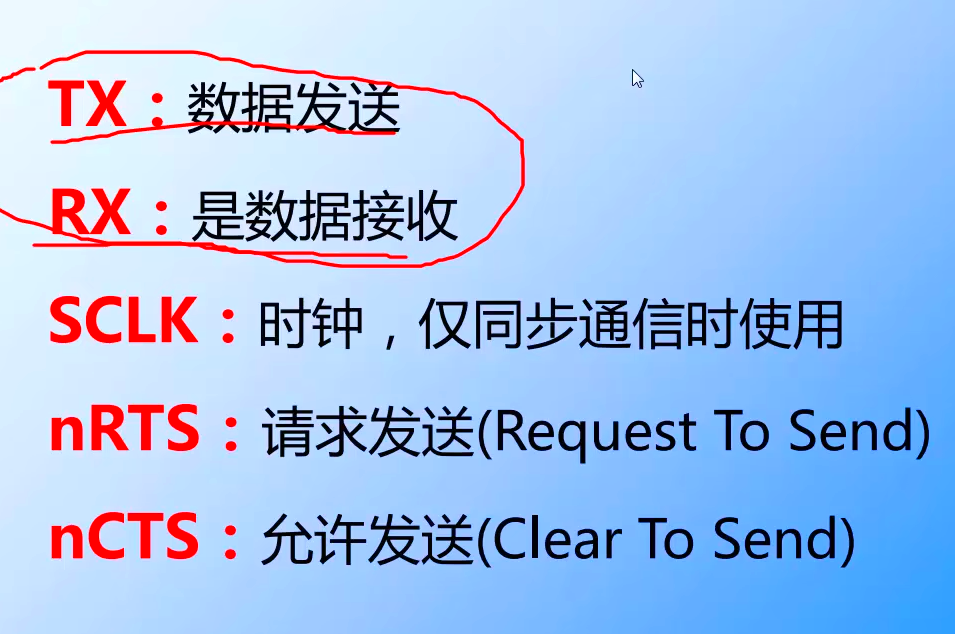 TX：数据发送
RX：是数据接收
SCLK：时钟，仅同步通信时使用
nRTS：请求发送(Request To Send)
nCTS：允许发送(Clear To Send)